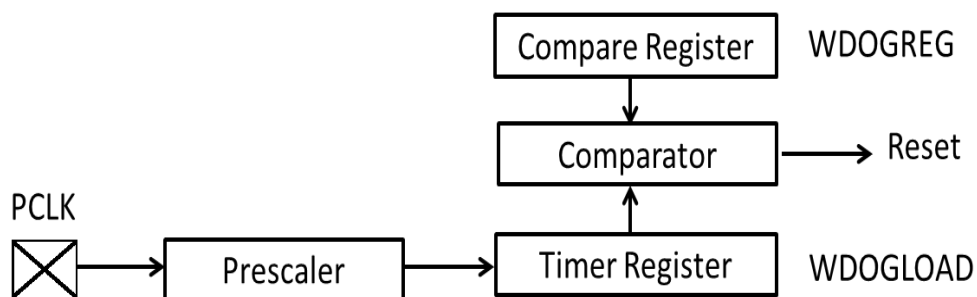 Compare Register WDOGREG
Comparator Reset
PCLK
Prescaler Timer Register WDOGLOAD